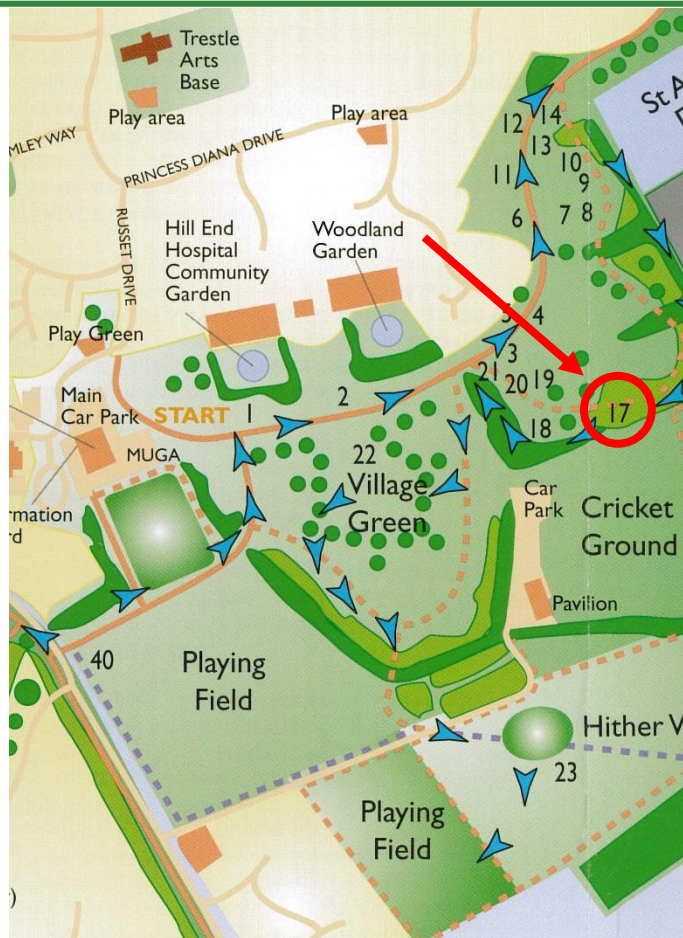 Trestle
Arts
Base
Play area
Play area
St A
MLEY WAY
PRINCESS DIANA DRIVE
RUSSET DRIVE
12
14
13
10
11
9
6
7
8
Hill End
Hospital
Community
Garden
Woodland
Garden
5
4
Play Green
3
Main
Car Park
START
1
2
21
20
19
17
18
MUGA
22
Village
Green
Car
Park
Cricket
Ground
rmation
rd
Pavilion
40
Playing
Field
Hither
23
Playing
Field
)